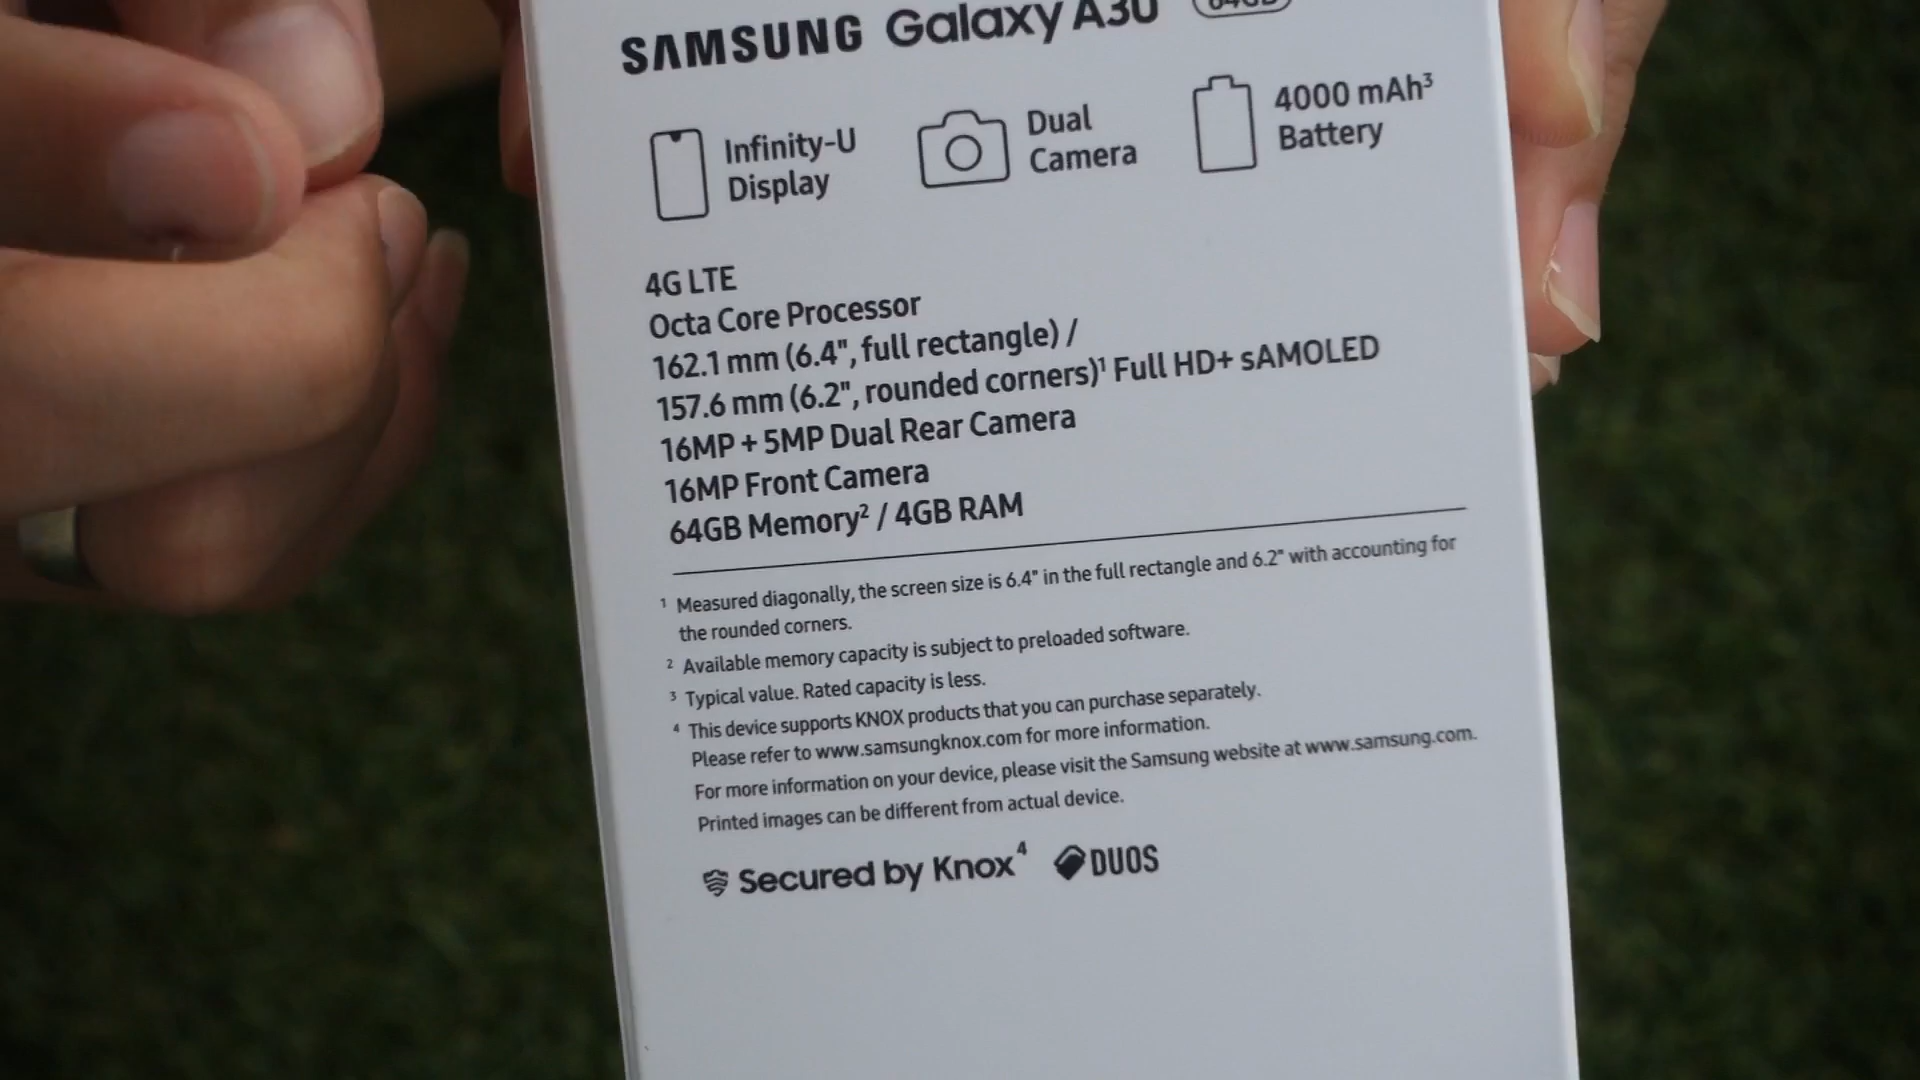 SAMSUNG Galaxy A30 64GB
Infinity-U
Display
Dual
Camera
4000 mAh³
Battery
4G LTE
Octa Core Processor
162.1 mm (6.4", full rectangle) /
157.6 mm (6.2", rounded corners)¹ Full HD+ sAMOLED
16MP + 5MP Dual Rear Camera
16MP Front Camera
64GB Memory² / 4GB RAM
¹ Measured diagonally, the screen size is 6.4" in the full rectangle and 6.2" with accounting for
the rounded corners.
² Available memory capacity is subject to preloaded software.
³ Typical value. Rated capacity is less.
⁴ This device supports KNOX products that you can purchase separately.
Please refer to www.samsungknox.com for more information.
For more information on your device, please visit the Samsung website at www.samsung.com.
Printed images can be different from actual device.
Secured by Knox⁴ DUOS